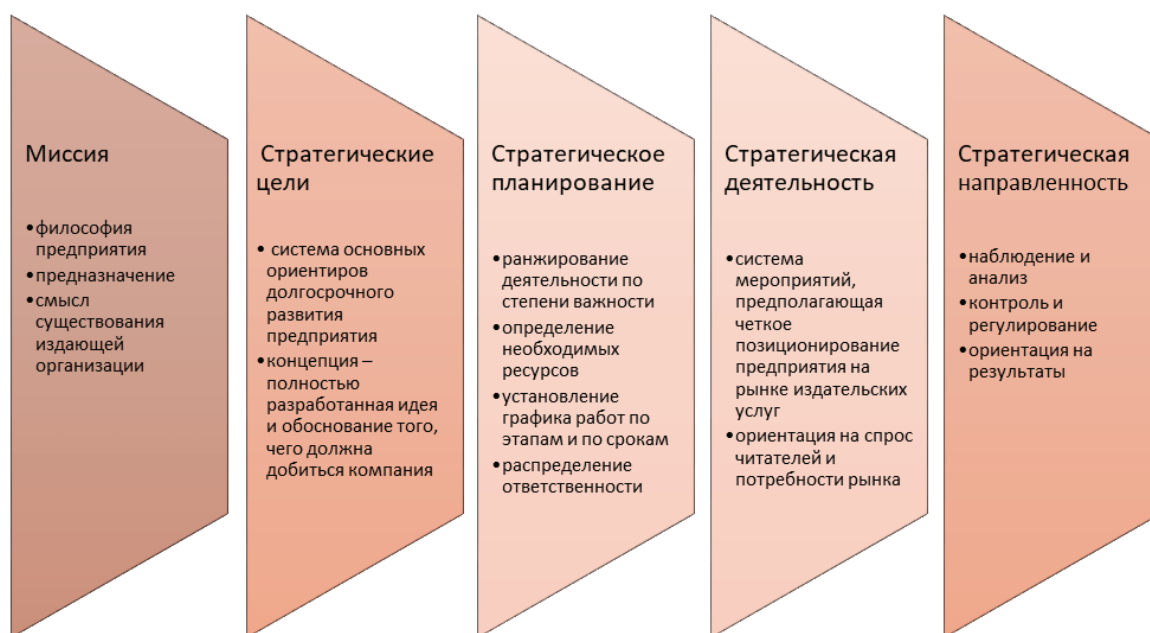 Миссия
•философия
предприятия
•предназначение
•смысл
существования
издающей
организации
Стратегические
цели
• система основных
ориентиров
долгосрочного
развития
предприятия
•концепция –
полностью
разработанная идея
и обоснование того,
чего должна
добиться компания
Стратегическое
планирование
•ранжирование
деятельности по
степени важности
•определение
необходимых
ресурсов
•установление
графика работ по
этапам и по срокам
•распределение
ответственности
Стратегическая
деятельность
•система
мероприятий,
предполагающая
четкое
позиционирование
предприятия на
рынке издательских
услуг
•ориентация на спрос
читателей и
потребности рынка
Стратегическая
направленность
•наблюдение и
анализ
•контроль и
регулирование
•ориентация на
результаты